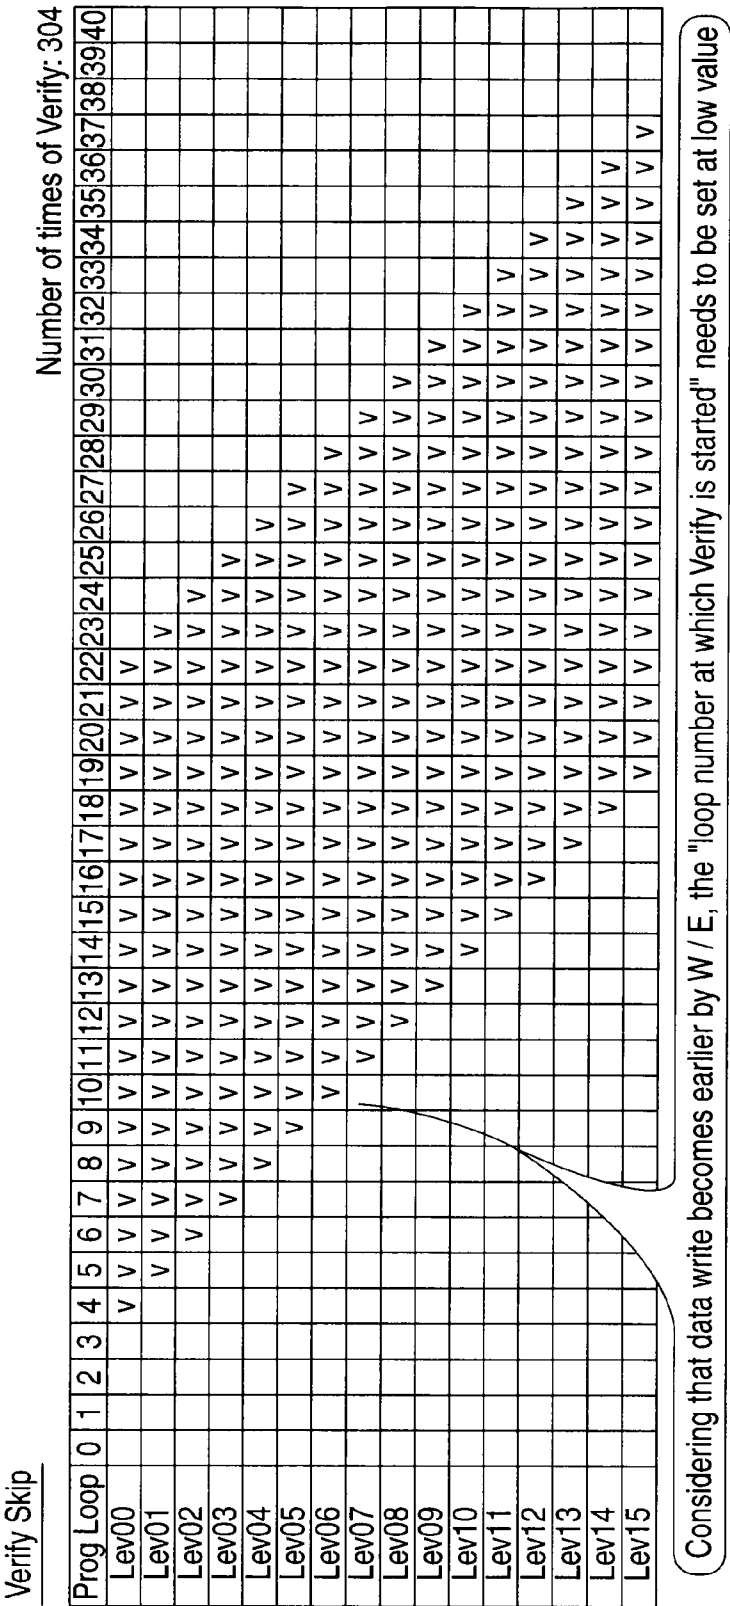 Verify Skip
Number of times of Verify: 304
Prog Loop 0 1 2 3 4 5 6 7 8 9 10 11 12 13 14 15 16 17 18 19 20 21 22 23 24 25 26 27 28 29 30 31 32 33 34 35 36 37 38 39 40
Lev00 V V V V V V V V V V V V V V V V V V V
Lev01 V V V V V V V V V V V V V V V V V V V
Lev02 V V V V V V V V V V V V V V V V V V V
Lev03 V V V V V V V V V V V V V V V V V V V
Lev04 V V V V V V V V V V V V V V V V V V V
Lev05 V V V V V V V V V V V V V V V V V V V
Lev06 V V V V V V V V V V V V V V V V V V V
Lev07 V V V V V V V V V V V V V V V V V V V
Lev08 V V V V V V V V V V V V V V V V V V V
Lev09 V V V V V V V V V V V V V V V V V V V
Lev10 V V V V V V V V V V V V V V V V V V V
Lev11 V V V V V V V V V V V V V V V V V V V
Lev12 V V V V V V V V V V V V V V V V V V V
Lev13 V V V V V V V V V V V V V V V V V V V
Lev14 V V V V V V V V V V V V V V V V V V V
Lev15 V V V V V V V V V V V V V V V V V V V
Considering that data write becomes earlier by W / E, the "loop number at which Verify is started" needs to be set at low value